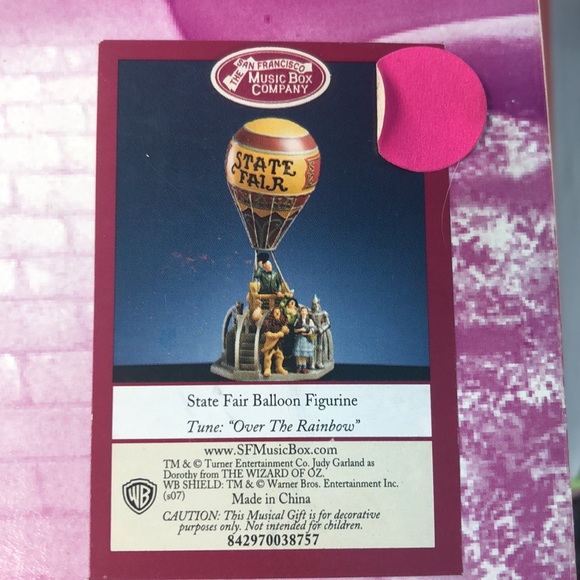 THE SAN FRANCISCO
MUSIC BOX
COMPANY
STATE
FAIR
State Fair Balloon Figurine
Tune: “Over The Rainbow”
www.SFMusicBox.com
TM & © Turner Entertainment Co. Judy Garland as
Dorothy from THE WIZARD OF OZ.
WB SHIELD: TM & © Warner Bros. Entertainment Inc.
(s07)
WB
Made in China
CAUTION: This Musical Gift is for decorative
purposes only. Not intended for children.
842970038757